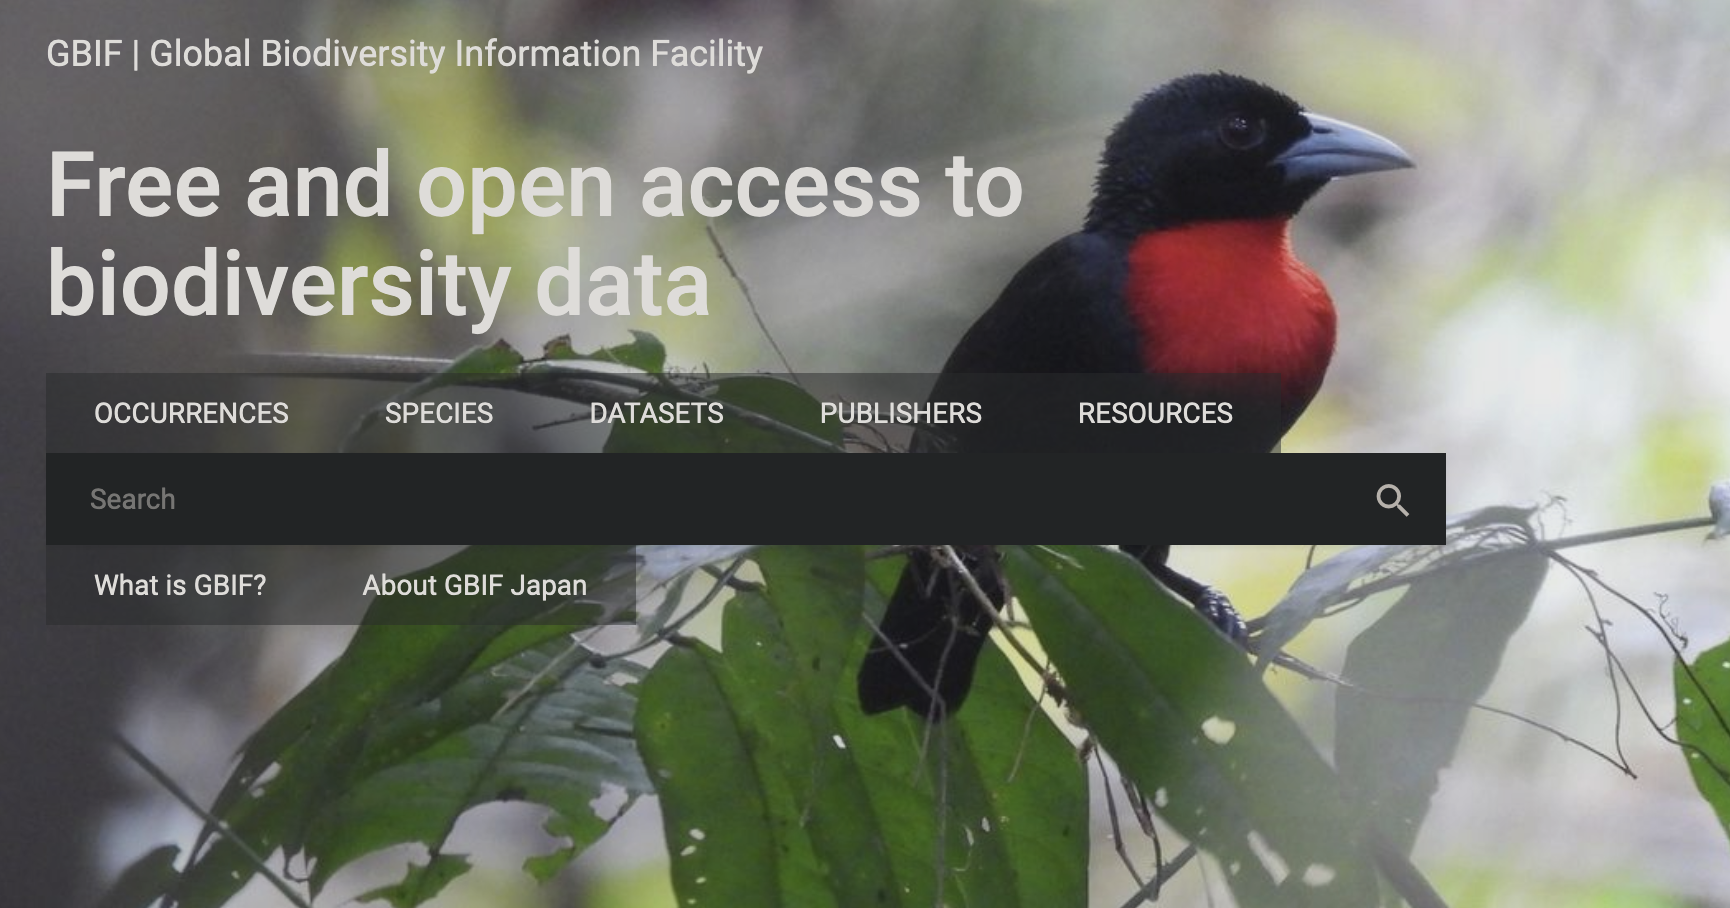 GBIF | Global Biodiversity Information Facility
Free and open access to
biodiversity data
OCCURRENCES SPECIES DATASETS PUBLISHERS RESOURCES
Search
What is GBIF? About GBIF Japan